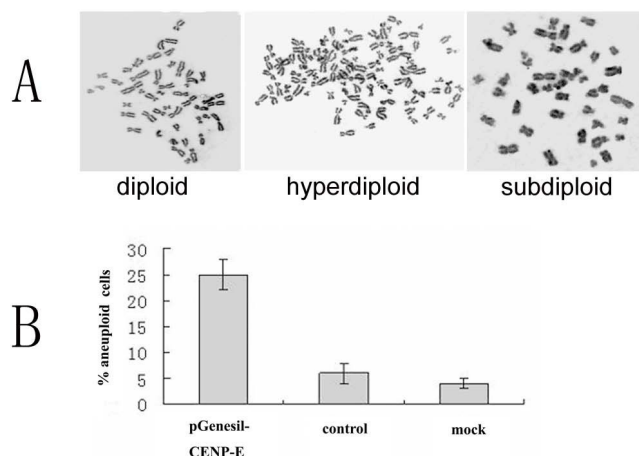 A
diploid hyperdiploid subdiploid
B
% aneuploid cells
30
25
20
15
10
5
0
pGenesil-
CENP-E
control
mock